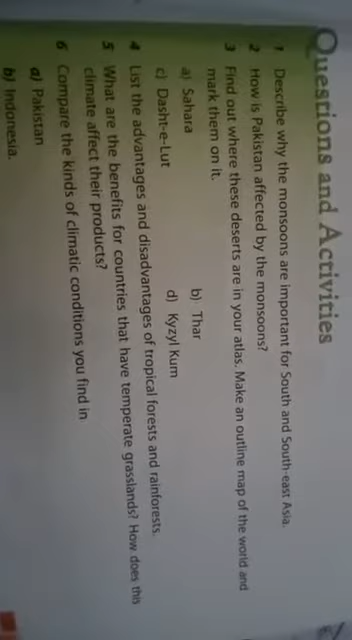 Questions and Activities
1 Describe why the monsoons are important for South and South-east Asia.
2 How is Pakistan affected by the monsoons?
3 Find out where these deserts are in your atlas. Make an outline map of the world and
mark them on it.
a) Sahara b) Thar
c) Dasht-e-Lut d) Kyzyl Kum
4 List the advantages and disadvantages of tropical forests and rainforests.
5 What are the benefits for countries that have temperate grasslands? How does this
climate affect their products?
6 Compare the kinds of climatic conditions you find in
a) Pakistan
b) Indonesia.